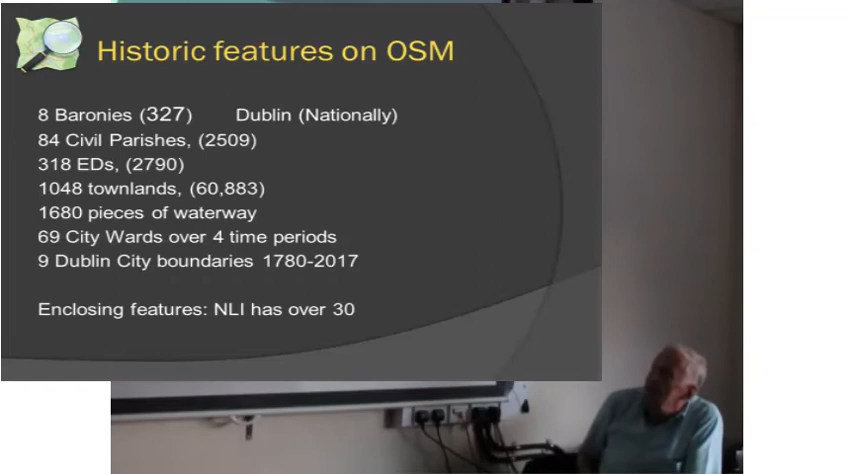 Historic features on OSM
8 Baronies (327) Dublin (Nationally)
84 Civil Parishes, (2509)
318 EDs, (2790)
1048 townlands, (60,883)
1680 pieces of waterway
69 City Wards over 4 time periods
9 Dublin City boundaries 1780-2017
Enclosing features: NLI has over 30